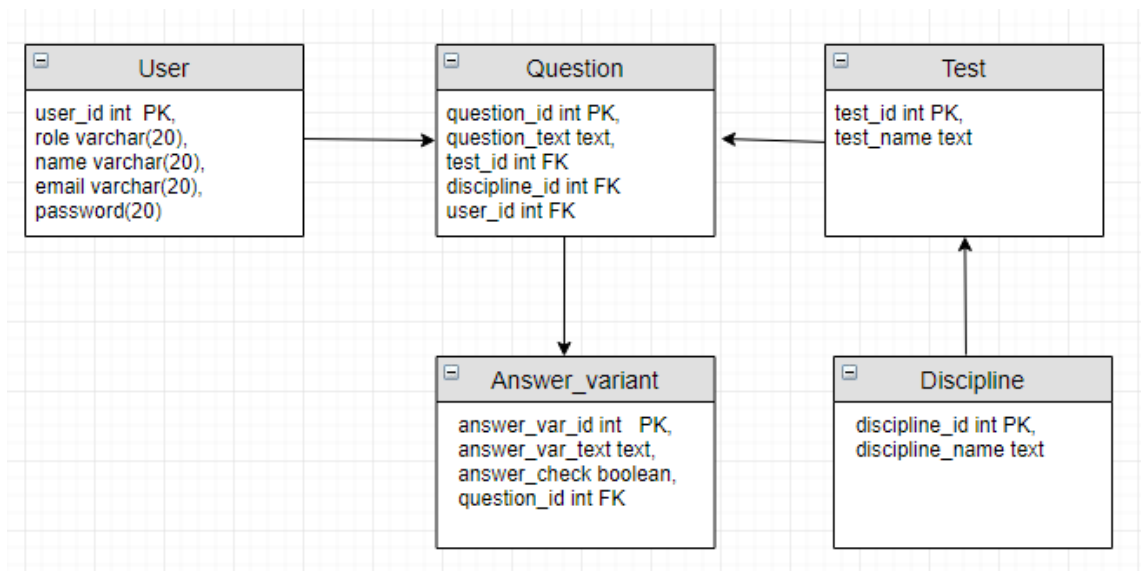 User
user_id int PK,
role varchar(20),
name varchar(20),
email varchar(20),
password(20)
Question
question_id int PK,
question_text text,
test_id int FK
discipline_id int FK
user_id int FK
Test
test_id int PK,
test_name text
Answer_variant
answer_var_id int PK,
answer_var_text text,
answer_check boolean,
question_id int FK
Discipline
discipline_id int PK,
discipline_name text